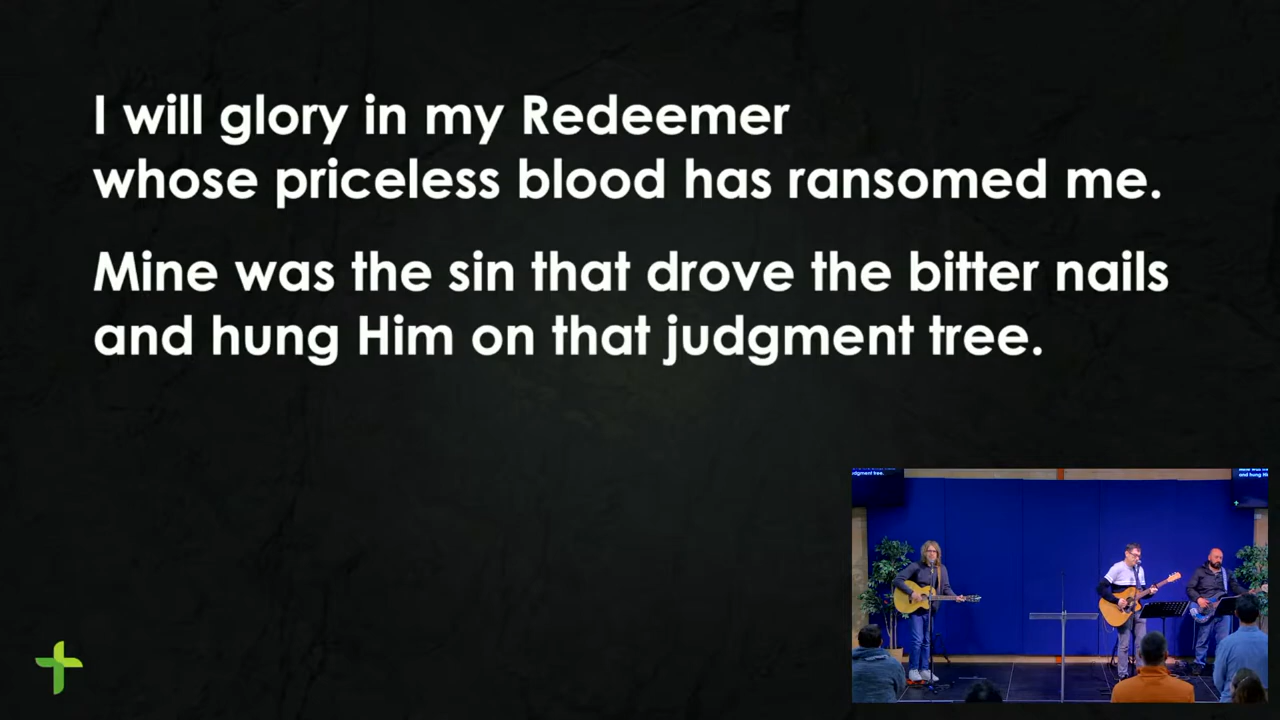 I will glory in my Redeemer
whose priceless blood has ransomed me.
Mine was the sin that drove the bitter nails
and hung Him on that judgment tree.